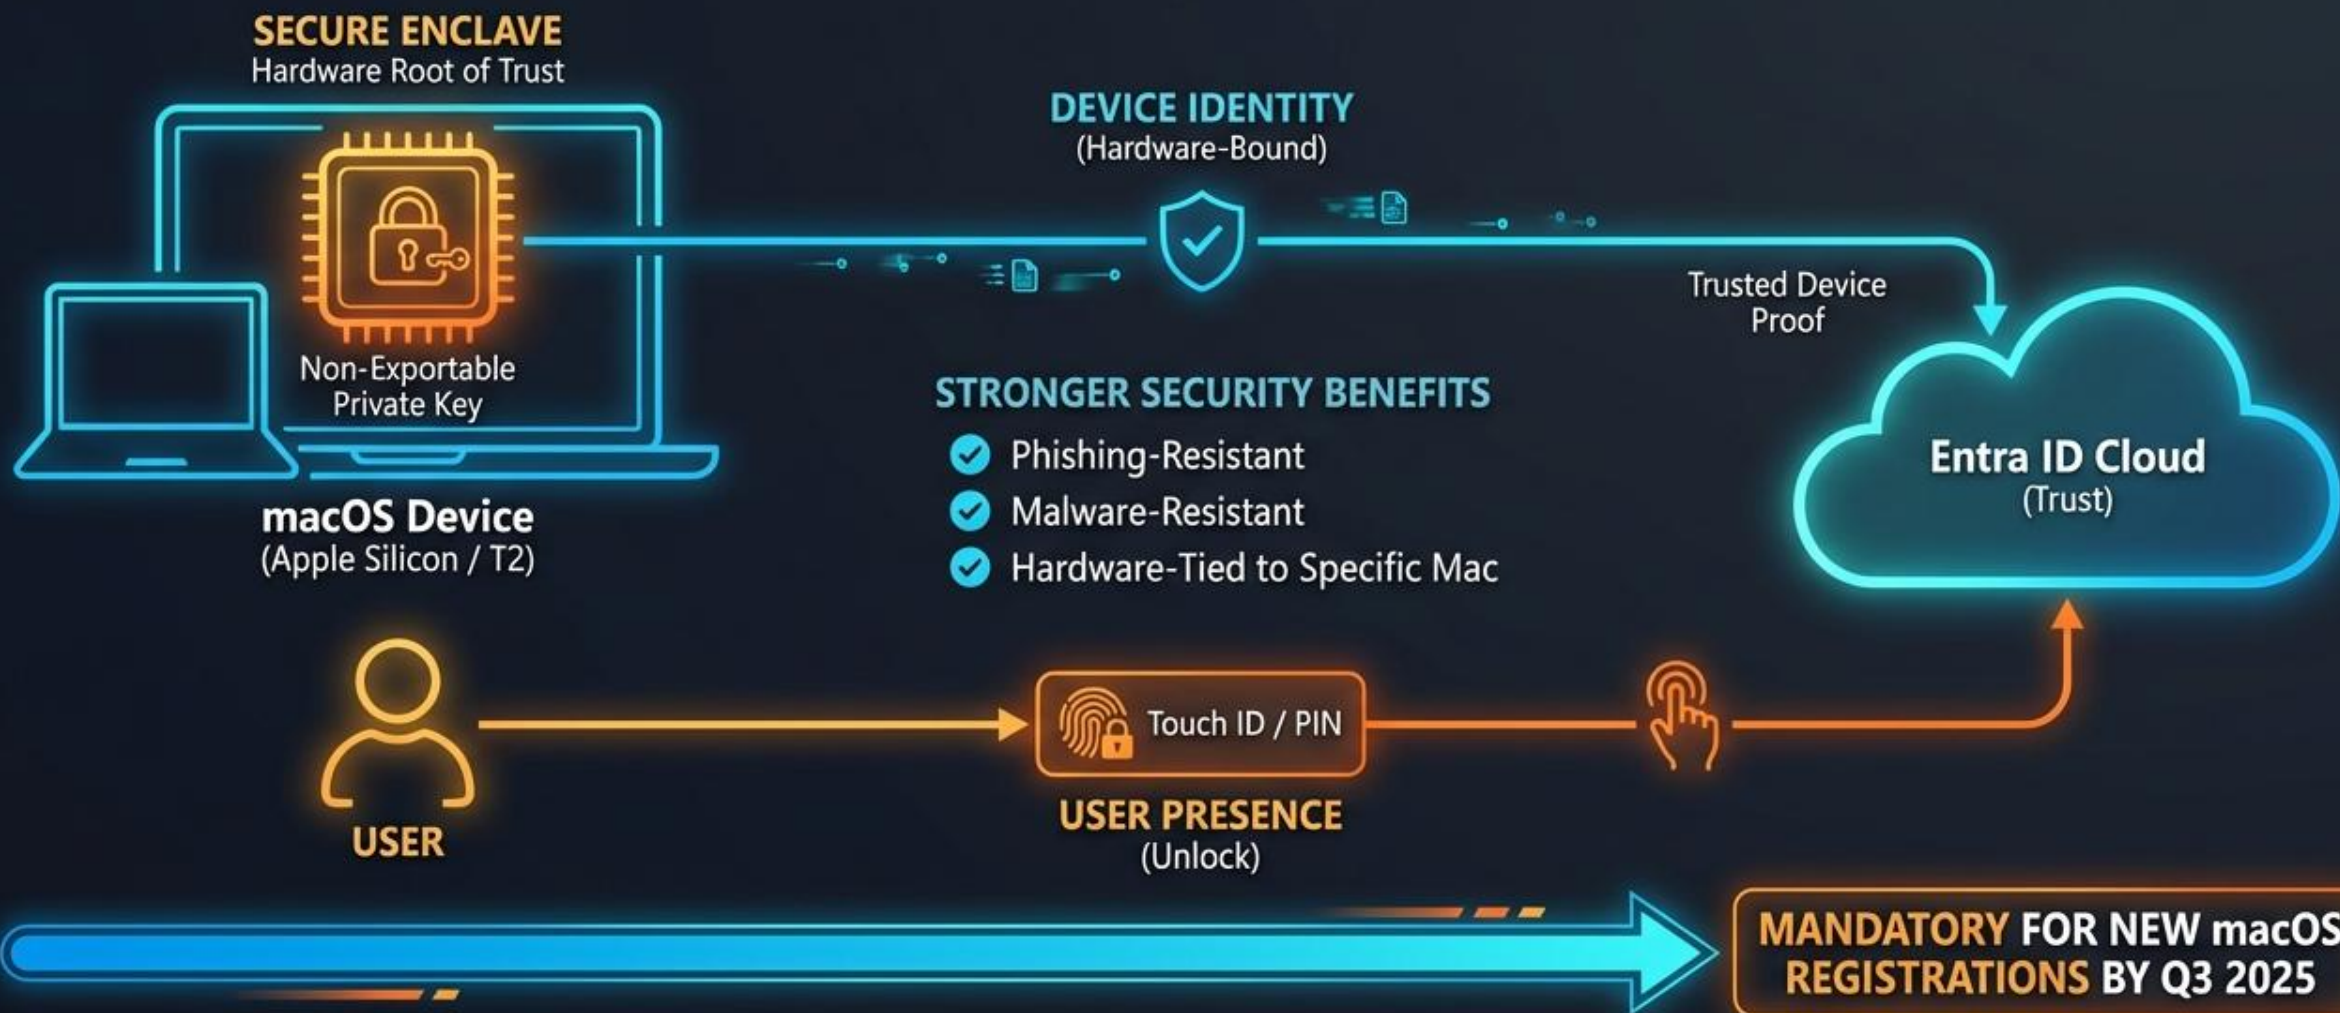 SECURE ENCLAVE
Hardware Root of Trust
Non-Exportable
Private Key
macOS Device
(Apple Silicon / T2)
DEVICE IDENTITY
(Hardware-Bound)
Trusted Device
Proof
STRONGER SECURITY BENEFITS
Phishing-Resistant
Malware-Resistant
Hardware-Tied to Specific Mac
Entra ID Cloud
(Trust)
USER
Touch ID / PIN
USER PRESENCE
(Unlock)
MANDATORY FOR NEW macOS
REGISTRATIONS BY Q3 2025